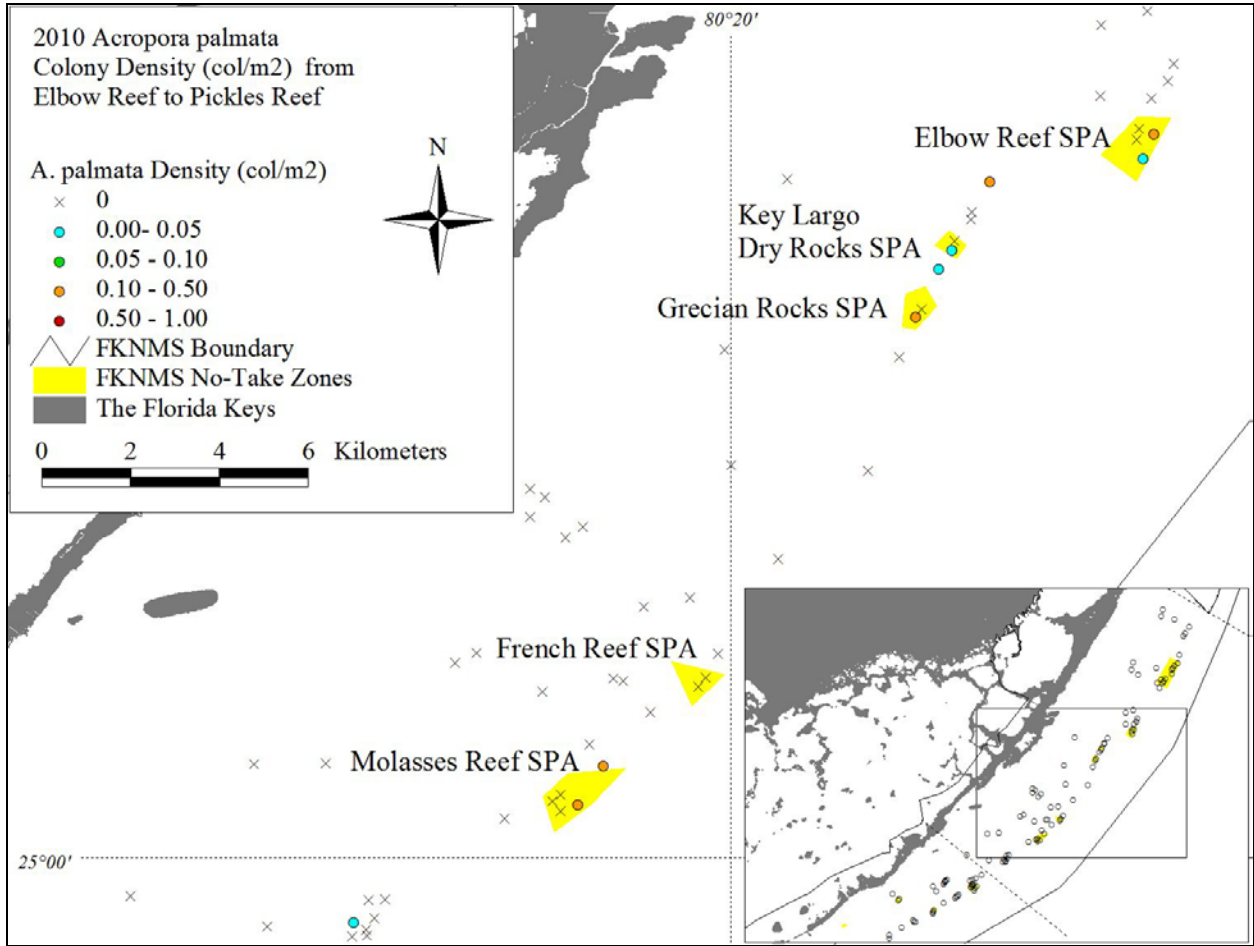 2010 Acropora palmata
Colony Density (col/m2) from
Elbow Reef to Pickles Reef
A. palmata Density (col/m2)
0
0.00- 0.05
0.05 - 0.10
0.10 - 0.50
0.50 - 1.00
FKNMS Boundary
FKNMS No-Take Zones
The Florida Keys
0 2 4 6 Kilometers
N
80°20'
Elbow Reef SPA
Key Largo
Dry Rocks SPA
Grecian Rocks SPA
French Reef SPA
Molasses Reef SPA
25°00'